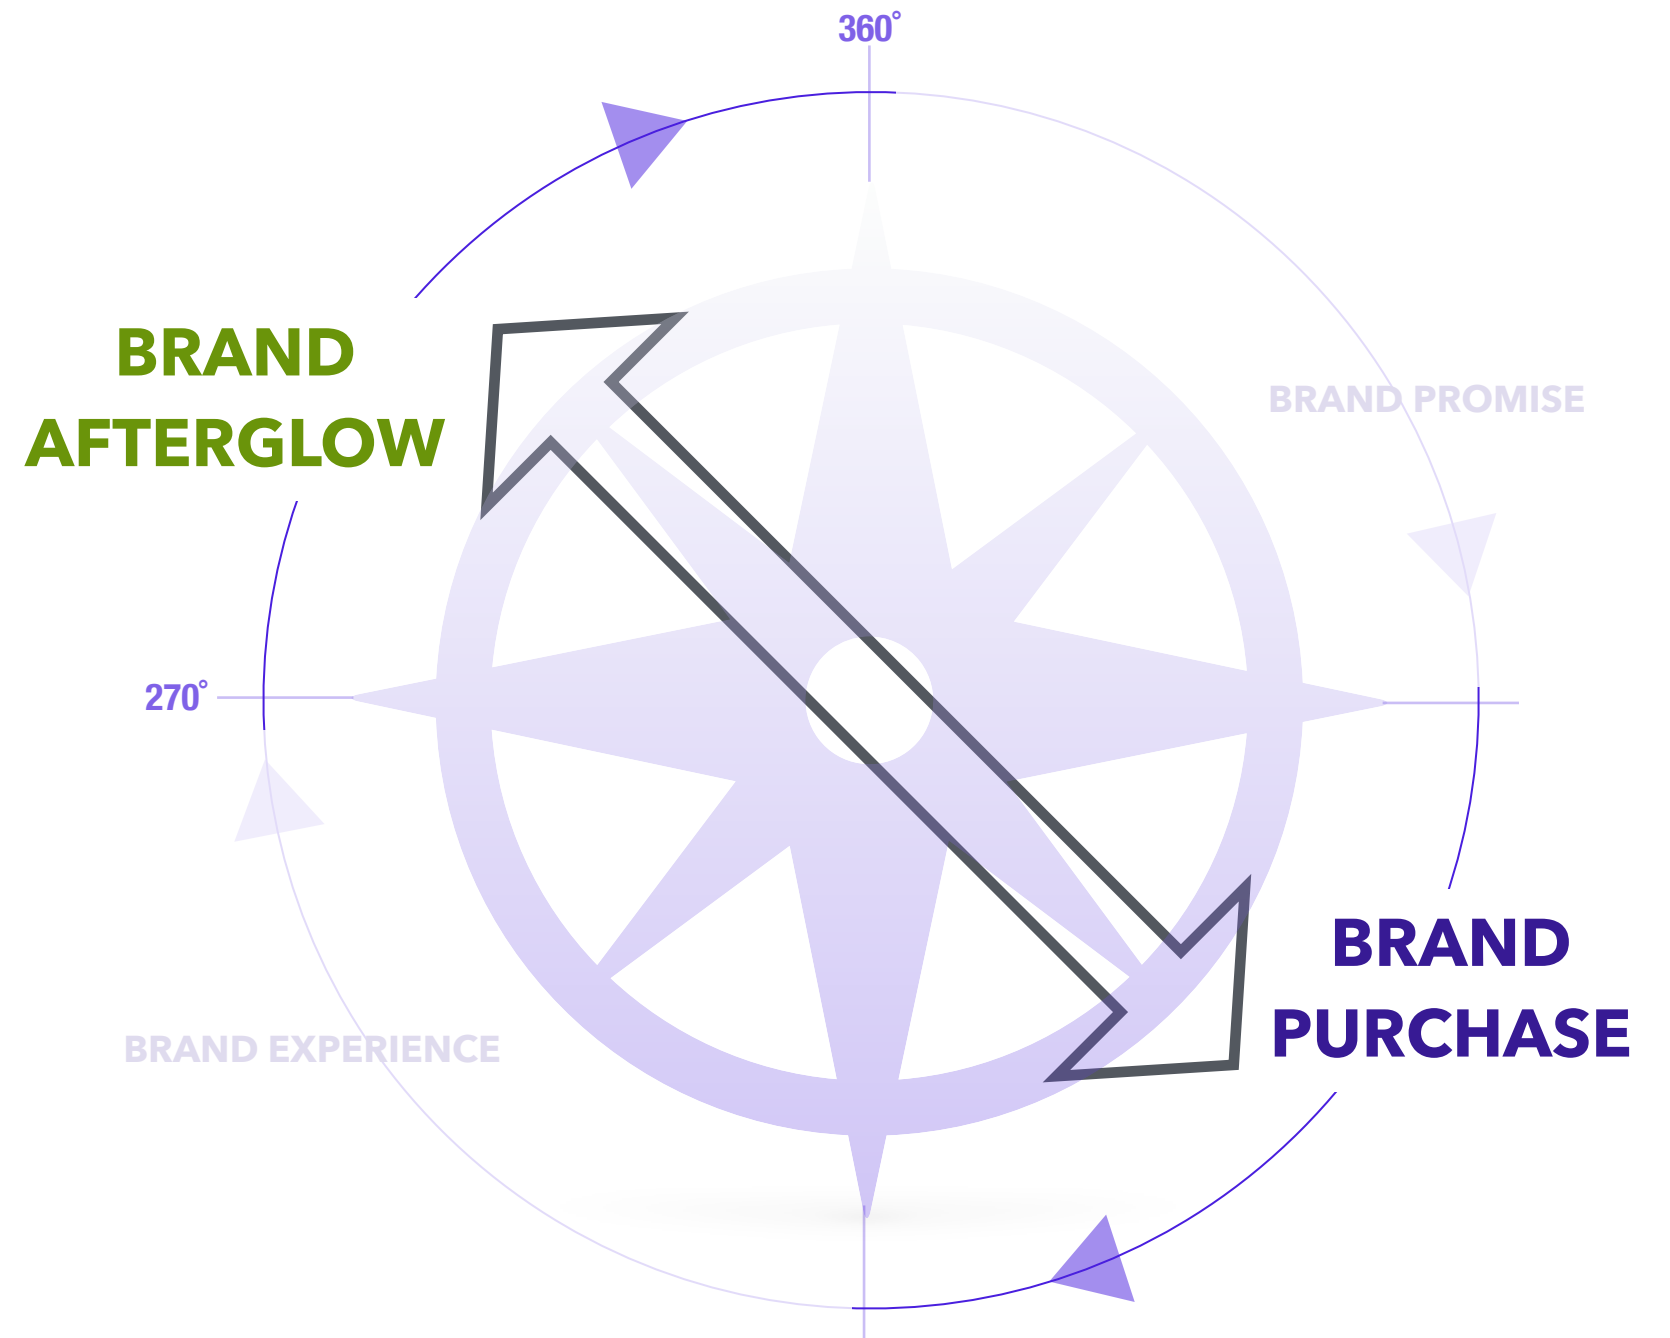 360°
BRAND
AFTERGLOW
BRAND PROMISE
270°
BRAND
PURCHASE
BRAND EXPERIENCE